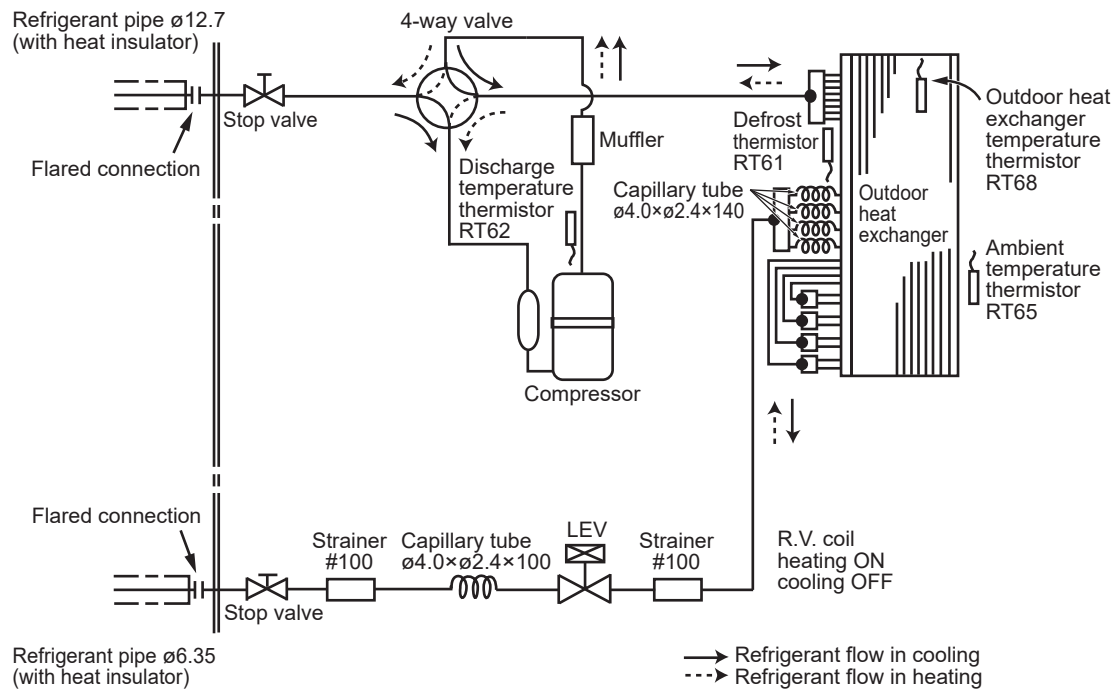 Refrigerant pipe ø12.7
(with heat insulator)
4-way valve
Stop valve
Flared connection
Muffler
Discharge
temperature
thermistor
RT62
Defrost
thermistor
RT61
Capillary tube
ø4.0×ø2.4×140
Outdoor
heat
exchanger
Outdoor heat
exchanger
temperature
thermistor
RT68
Ambient
temperature
thermistor
RT65
Compressor
Flared connection
Strainer
#100
Capillary tube
ø4.0×ø2.4×100
LEV
Strainer
#100
R.V. coil
heating ON
cooling OFF
Stop valve
Refrigerant pipe ø6.35
(with heat insulator)
Refrigerant flow in cooling
Refrigerant flow in heating